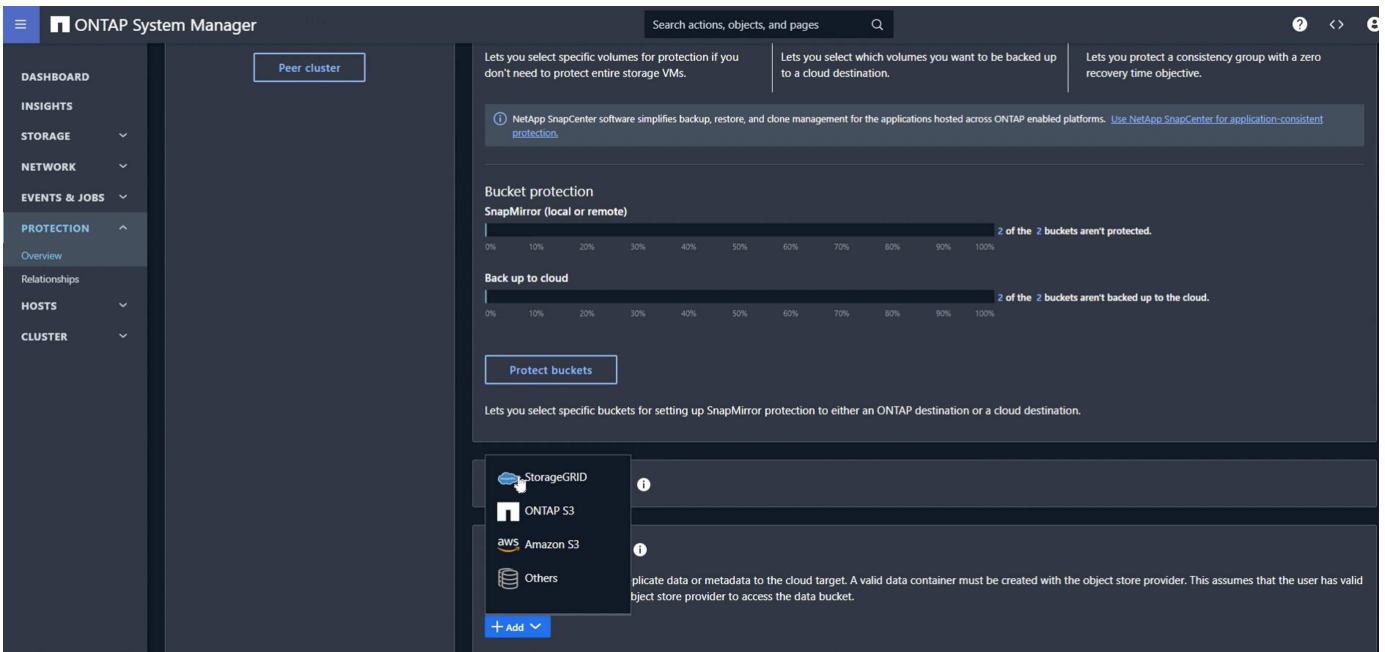 ONTAP System Manager
Search actions, objects, and pages
DASHBOARD
INSIGHTS
STORAGE
NETWORK
EVENTS & JOBS
PROTECTION
Overview
Relationships
HOSTS
CLUSTER
Peer cluster
Lets you select specific volumes for protection if you
don't need to protect entire storage VMs.
Lets you select which volumes you want to be backed up
to a cloud destination.
Lets you protect a consistency group with a zero
recovery time objective.
NetApp SnapCenter software simplifies backup, restore, and clone management for the applications hosted across ONTAP enabled platforms. Use NetApp SnapCenter for application-consistent
protection.
Bucket protection
SnapMirror (local or remote)
2 of the 2 buckets aren't protected.
0% 10% 20% 30% 40% 50% 60% 70% 80% 90% 100%
Back up to cloud
2 of the 2 buckets aren't backed up to the cloud.
0% 10% 20% 30% 40% 50% 60% 70% 80% 90% 100%
Protect buckets
Lets you select specific buckets for setting up SnapMirror protection to either an ONTAP destination or a cloud destination.
StorageGRID
ONTAP S3
aws Amazon S3
Others
plicate data or metadata to the cloud target. A valid data container must be created with the object store provider. This assumes that the user has valid
bject store provider to access the data bucket.
+ Add